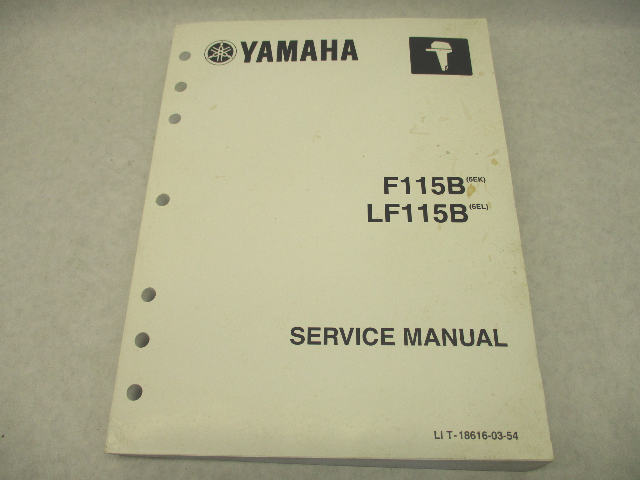 YAMAHA
F115B (6EK)
LF115B (6EL)
SERVICE MANUAL
LIT-18616-03-54